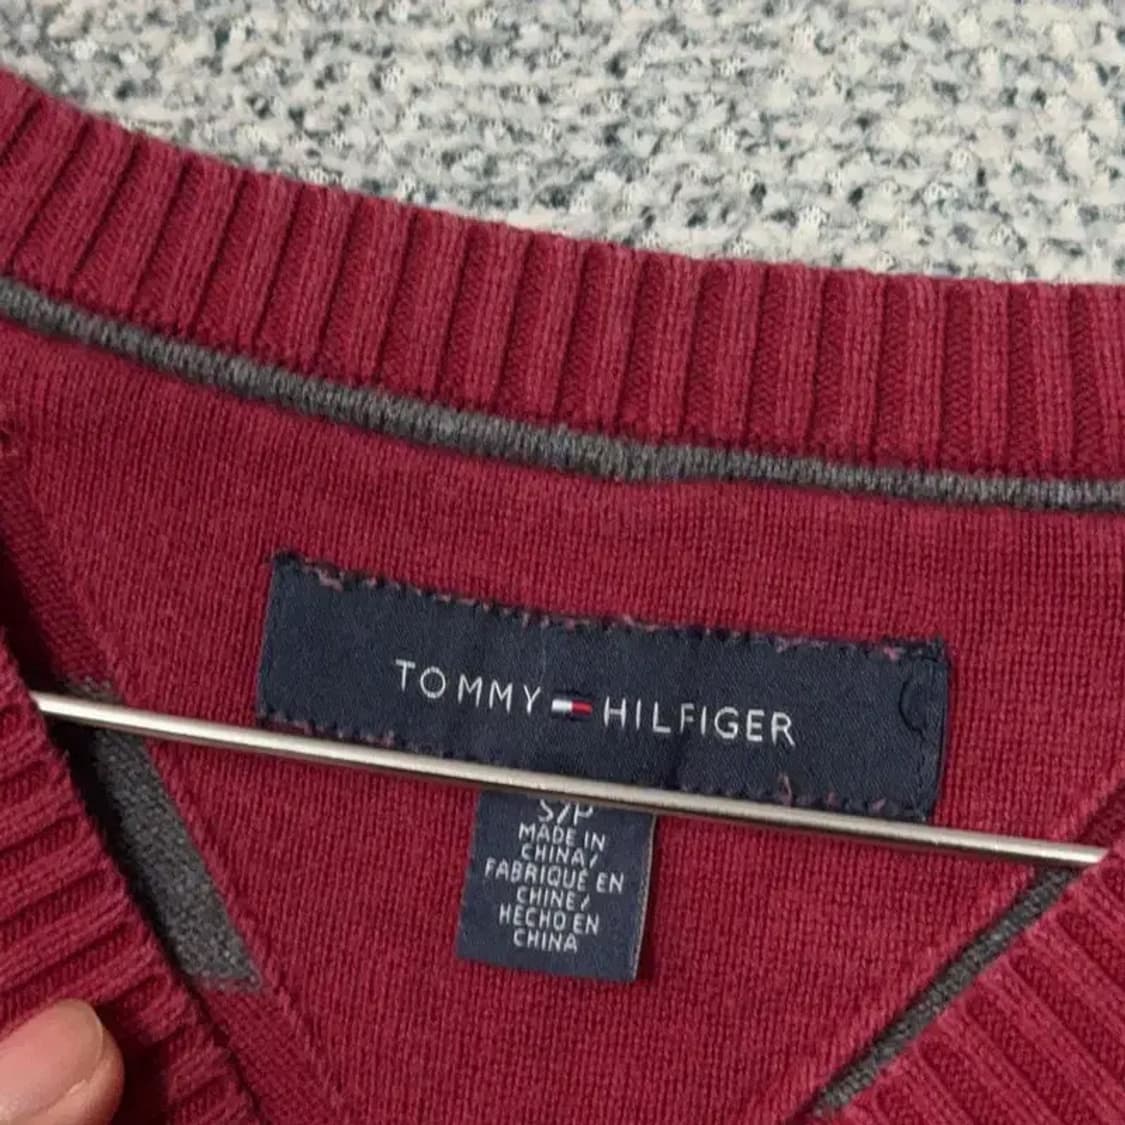 TOMMY HILFIGER
S/P
MADE IN
CHINA/
FABRIQUÉ EN
CHINE/
HECHO EN
CHINA